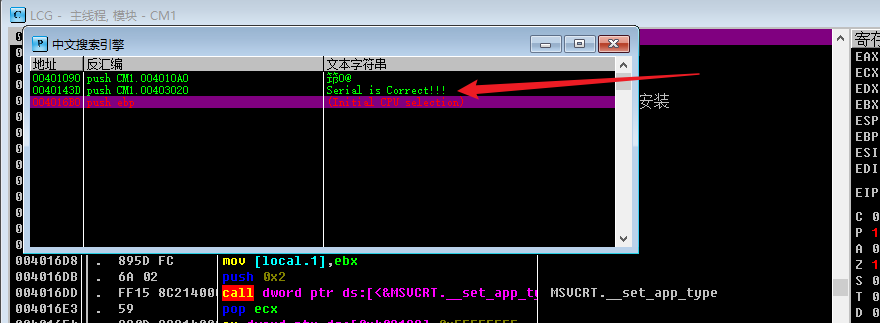 LCG - 主线程, 模块 - CM1
中文搜索引擎
地址 反汇编 文本字符串
00401090 push CM1.004010A0
0040143D push CM1.00403020 Serial is Correct!!!
push ebp (Initial CPU selection)
安装
寄存
EAX
ECX
EDX
EBX
ESP
EBP
ESI
EDI
EIP
C 0
P 1
A 0
Z 1
S 0
T 0
D 0
004016D8 . 895D FC mov [local.1],ebx
004016DB . 6A 02 push 0x2
004016DD . FF15 8C214000 call dword ptr ds:[<&MSVCRT.__set_app_ty MSVCRT.__set_app_type
004016E3 . 59 pop ecx